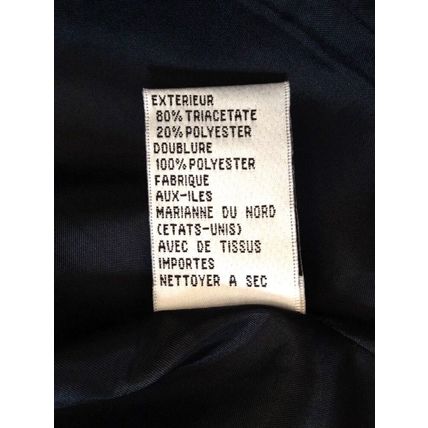 EXTERIEUR
80% TRIACETATE
20% POLYESTER
DOUBLURE
100% POLYESTER
FABRIQUE
AUX-ILES
MARIANNE DU NORD
(ETATS-UNIS)
AVEC DE TISSUS
IMPORTES
NETTOYER A SEC